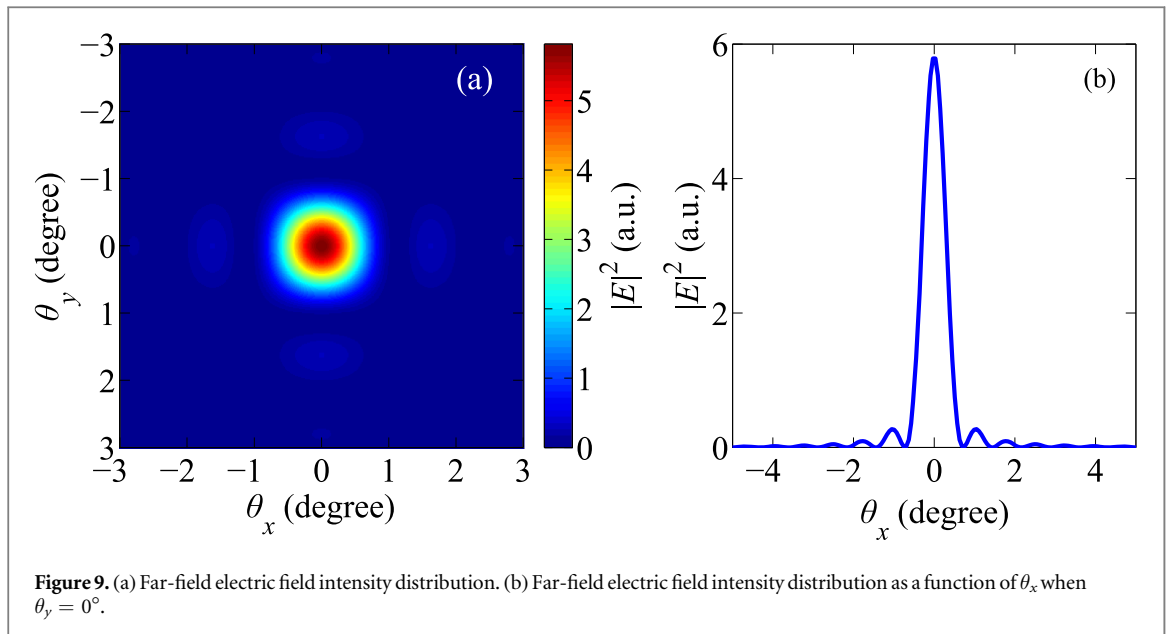 (a)
−3
−2
−1
0
1
2
3
θy (degree)
−3 −2 −1 0 1 2 3
θx (degree)
5
4
3
2
1
0
|E|² (a.u.)
(b)
6
4
2
0
|E|² (a.u.)
−4 −2 0 2 4
θx (degree)
Figure 9. (a) Far-field electric field intensity distribution. (b) Far-field electric field intensity distribution as a function of θx when
θy = 0°.